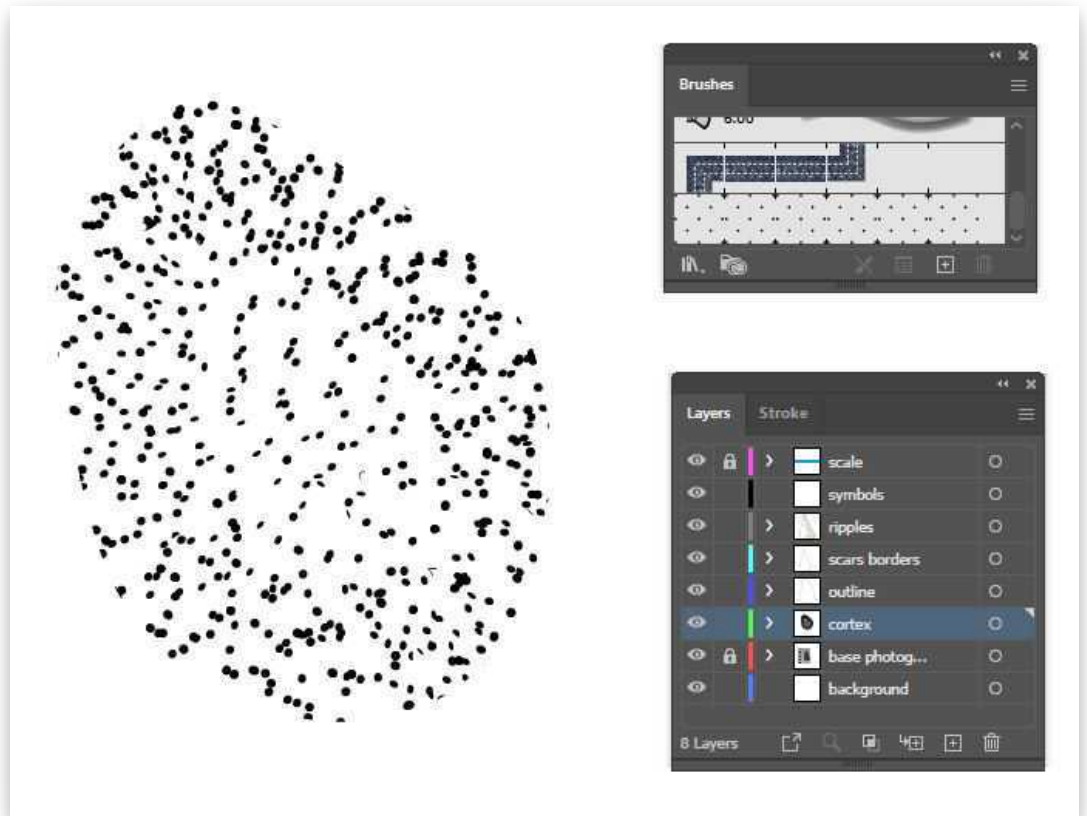 Brushes
6.00
Layers Stroke
scale
symbols
ripples
scars borders
outline
cortex
base photog...
background
8 Layers